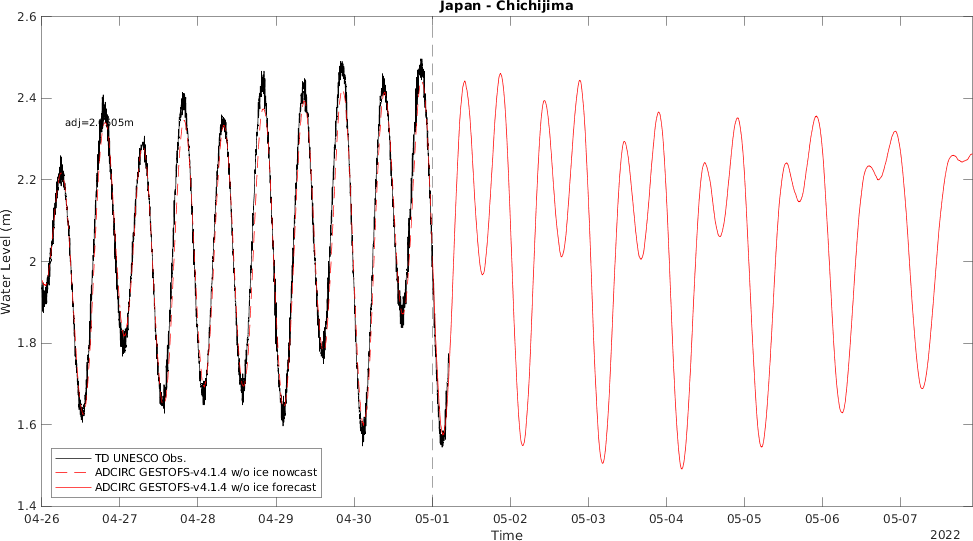 Japan - Chichijima
2.6
2.4
2.2
2
1.8
1.6
1.4
Water Level (m)
TD UNESCO Obs.
ADCIRC GESTOFS-v4.1.4 w/o ice nowcast
ADCIRC GESTOFS-v4.1.4 w/o ice forecast
04-26 04-27 04-28 04-29 04-30 05-01 05-02 05-03 05-04 05-05 05-06 05-07
Time
2022